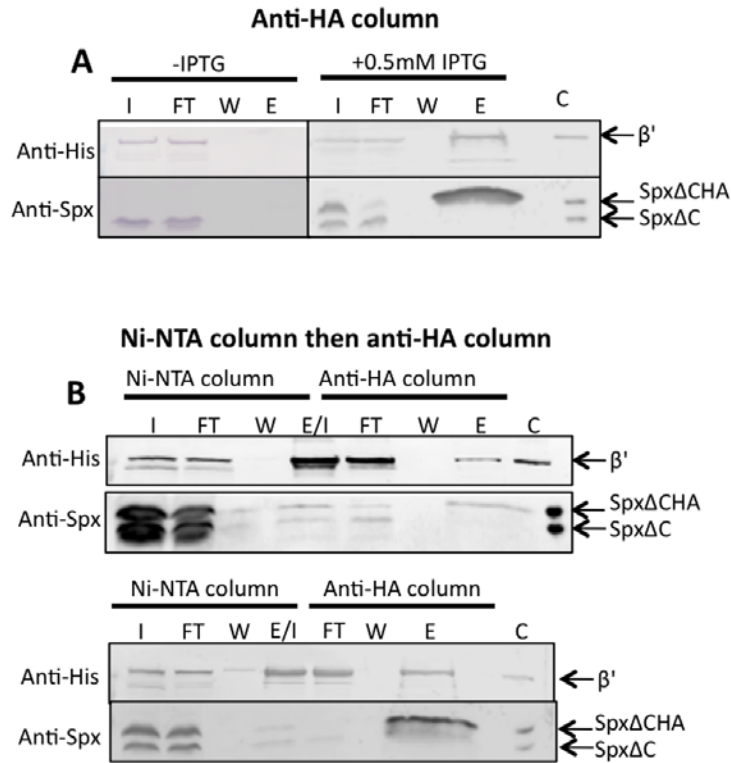 Anti-HA column
A
-IPTG +0.5mM IPTG
I FT W E I FT W E C
Anti-His β'
Anti-Spx SpxΔCHA
SpxΔC
Ni-NTA column then anti-HA column
B
Ni-NTA column Anti-HA column
I FT W E/I FT W E C
Anti-His β'
Anti-Spx SpxΔCHA
SpxΔC
Ni-NTA column Anti-HA column
I FT W E/I FT W E C
Anti-His β'
Anti-Spx SpxΔCHA
SpxΔC